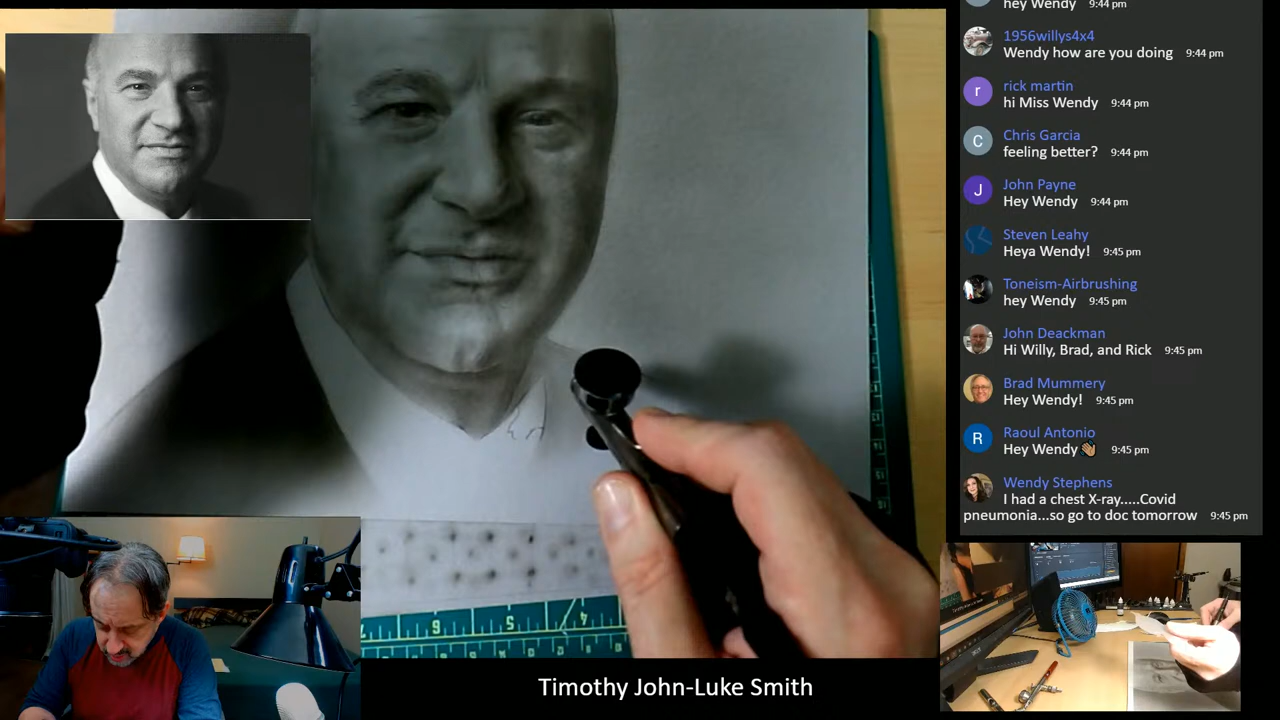 hey Wendy 9:44 pm
1956willys4x4
Wendy how are you doing 9:44 pm
r
rick martin
hi Miss Wendy 9:44 pm
C
Chris Garcia
feeling better? 9:44 pm
J
John Payne
Hey Wendy 9:44 pm
Steven Leahy
Heya Wendy! 9:45 pm
Toneism-Airbrushing
hey Wendy 9:45 pm
John Deackman
Hi Willy, Brad, and Rick 9:45 pm
Brad Mummery
Hey Wendy! 9:45 pm
R
Raoul Antonio
Hey Wendy👋🏽 9:45 pm
Wendy Stephens
I had a chest X-ray.....Covid
pneumonia...so go to doc tomorrow 9:45 pm
6 5 4
Timothy John-Luke Smith